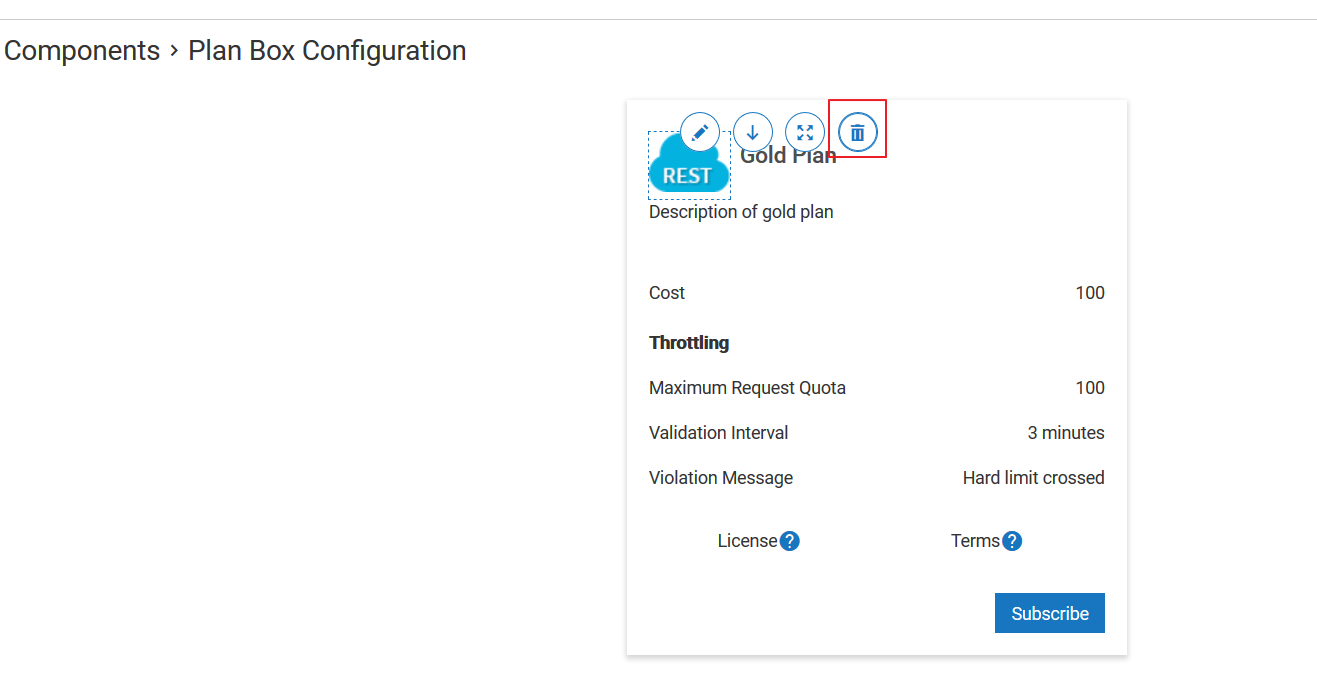 Components › Plan Box Configuration
REST
Gold Plan
Description of gold plan
Cost 100
Throttling
Maximum Request Quota 100
Validation Interval 3 minutes
Violation Message Hard limit crossed
License ? Terms ?
Subscribe